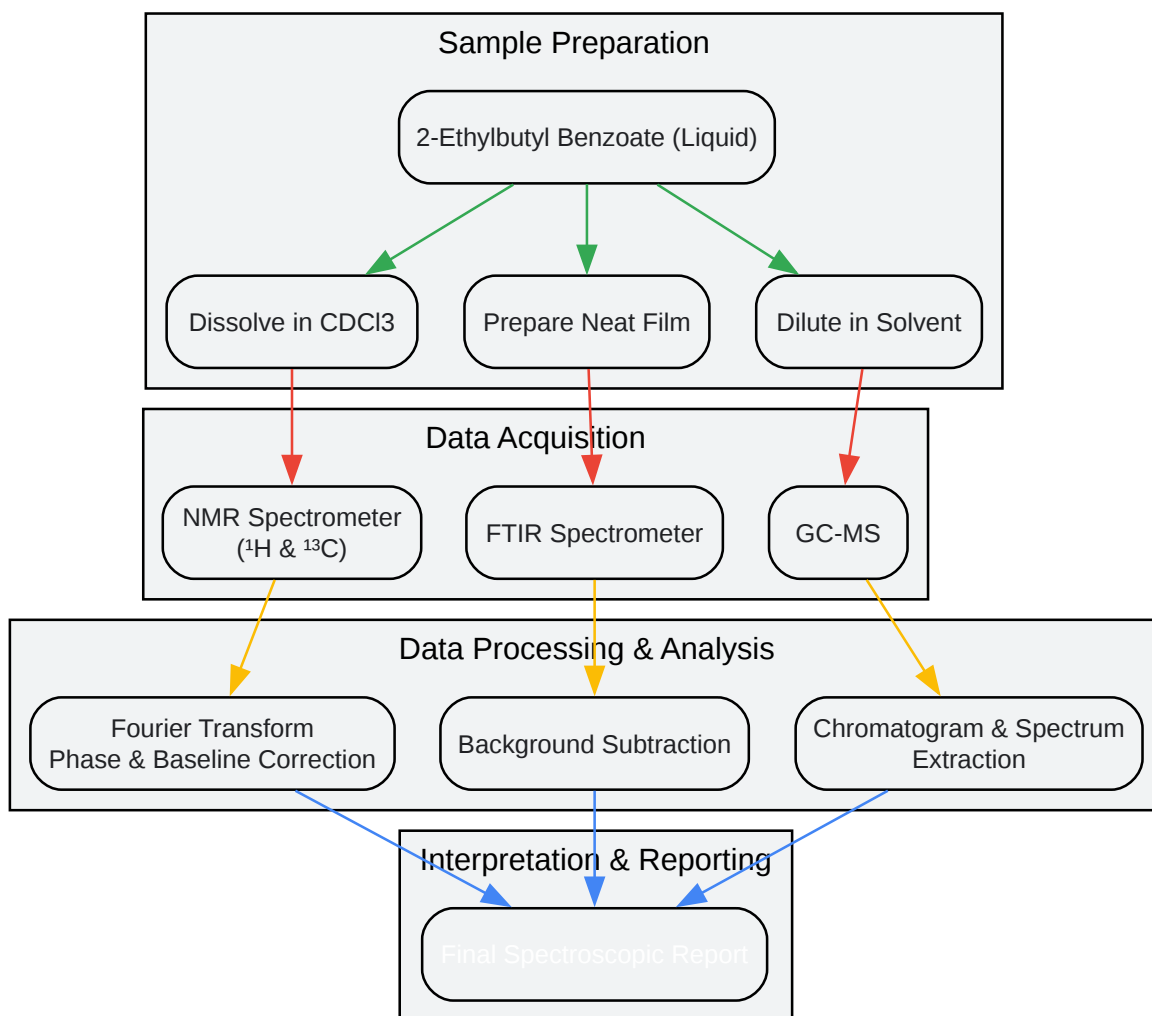 Sample Preparation
2-Ethylbutyl Benzoate (Liquid)
Dissolve in CDCl3
Prepare Neat Film
Dilute in Solvent
Data Acquisition
NMR Spectrometer
(¹H & ¹³C)
FTIR Spectrometer
GC-MS
Data Processing & Analysis
Fourier Transform
Phase & Baseline Correction
Background Subtraction
Chromatogram & Spectrum
Extraction
Interpretation & Reporting
Final Spectroscopic Report